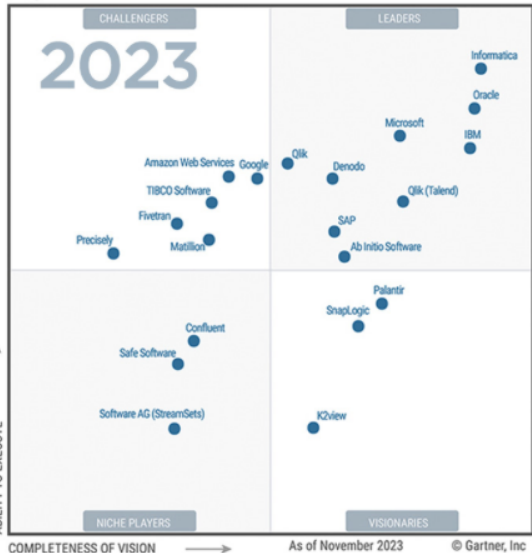 CHALLENGERS
LEADERS
2023
Informatica
Oracle
Microsoft
IBM
Qlik
Amazon Web Services
Google
Denodo
TIBCO Software
Qlik (Talend)
Fivetran
SAP
Precisely
Matillion
Ab Initio Software
Palantir
SnapLogic
Confluent
Safe Software
Software AG (StreamSets)
K2view
NICHE PLAYERS
VISIONARIES
COMPLETENESS OF VISION
As of November 2023
© Gartner, Inc